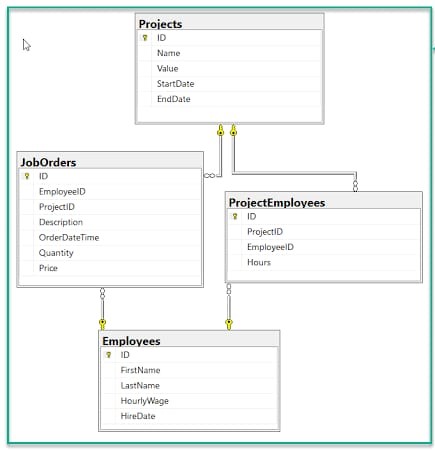 Projects
ID
Name
Value
StartDate
EndDate
JobOrders
ID
EmployeeID
ProjectID
Description
OrderDateTime
Quantity
Price
ProjectEmployees
ID
ProjectID
EmployeeID
Hours
Employees
ID
FirstName
LastName
HourlyWage
HireDate